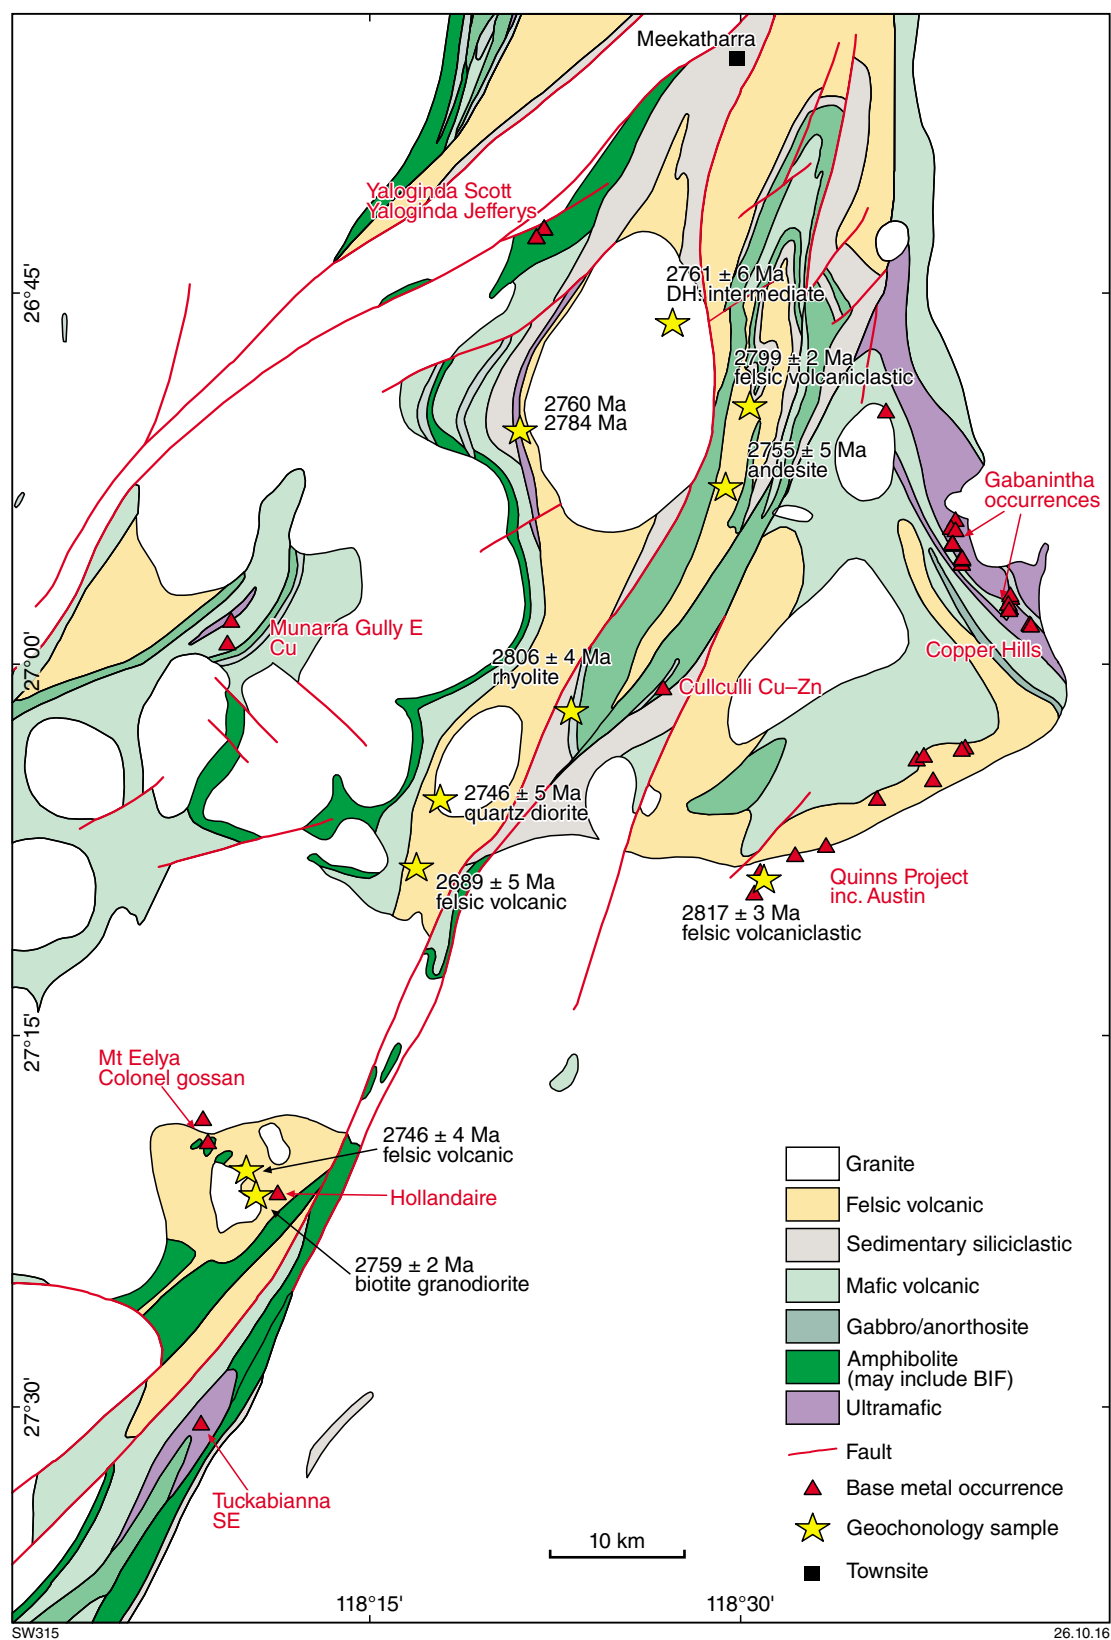 Meekatharra
Yaloginda Scott
Yaloginda Jefferys
26°45'
2761 ± 6 Ma
DH: intermediate
2799 ± 2 Ma
felsic volcaniclastic
2760 Ma
2784 Ma
2755 ± 5 Ma
andesite
Gabanintha
occurrences
Munarra Gully E
Cu
27°00'
2806 ± 4 Ma
rhyolite
Copper Hills
Cullculli Cu–Zn
2746 ± 5 Ma
quartz diorite
2689 ± 5 Ma
felsic volcanic
Quinns Project
inc. Austin
2817 ± 3 Ma
felsic volcaniclastic
27°15'
Mt Eelya
Colonel gossan
2746 ± 4 Ma
felsic volcanic
Hollandaire
2759 ± 2 Ma
biotite granodiorite
27°30'
Tuckabianna
SE
Granite
Felsic volcanic
Sedimentary siliciclastic
Mafic volcanic
Gabbro/anorthosite
Amphibolite
(may include BIF)
Ultramafic
Fault
Base metal occurrence
Geochonology sample
Townsite
10 km
118°15'
118°30'
SW315
26.10.16